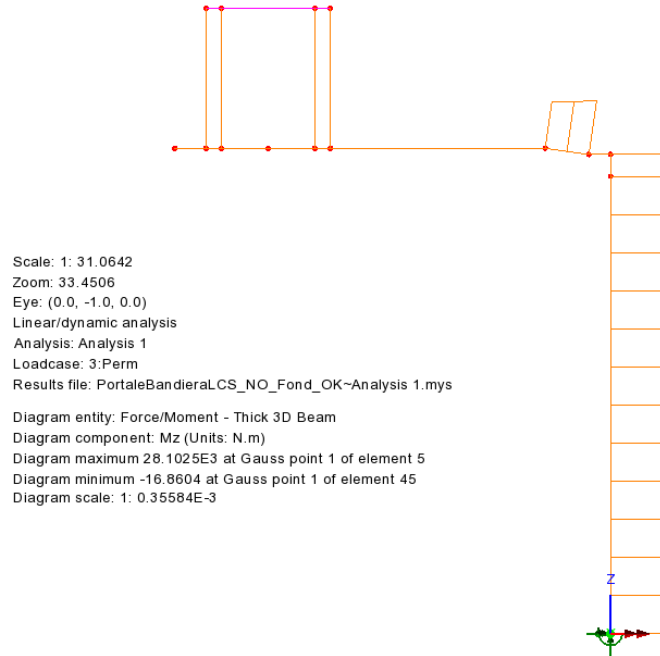 Scale: 1: 31.0642
Zoom: 33.4506
Eye: (0.0, -1.0, 0.0)
Linear/dynamic analysis
Analysis: Analysis 1
Loadcase: 3:Perm
Results file: PortaleBandieraLCS_NO_Fond_OK~Analysis 1.mys
Diagram entity: Force/Moment - Thick 3D Beam
Diagram component: Mz (Units: N.m)
Diagram maximum 28.1025E3 at Gauss point 1 of element 5
Diagram minimum -16.8604 at Gauss point 1 of element 45
Diagram scale: 1: 0.35584E-3
Z